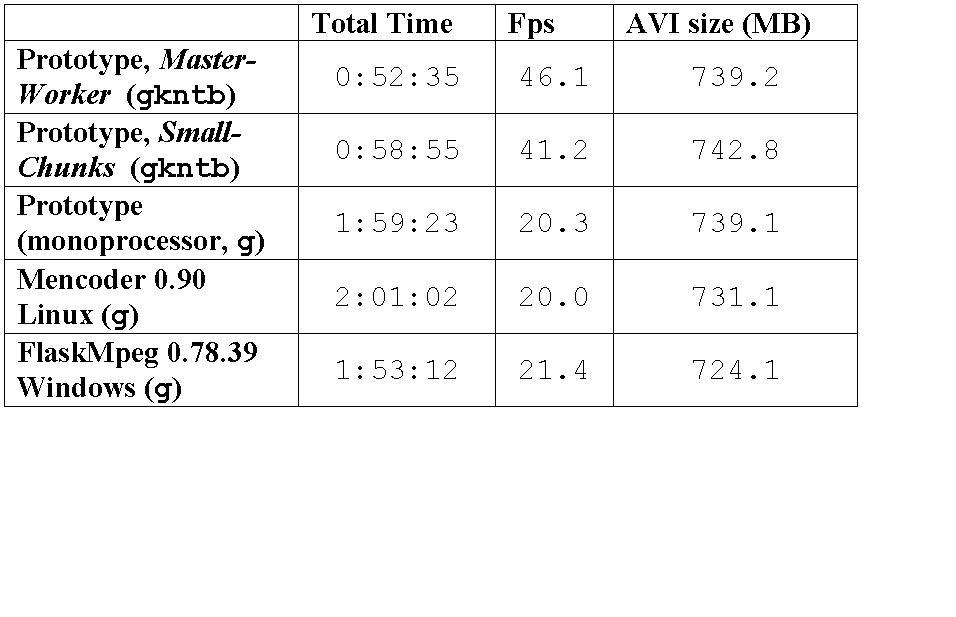 Total Time Fps AVI size (MB)
Prototype, Master-
Worker (gkntb) 0:52:35 46.1 739.2
Prototype, Small-
Chunks (gkntb) 0:58:55 41.2 742.8
Prototype
(monoprocessor, g) 1:59:23 20.3 739.1
Mencoder 0.90
Linux (g) 2:01:02 20.0 731.1
FlaskMpeg 0.78.39
Windows (g) 1:53:12 21.4 724.1